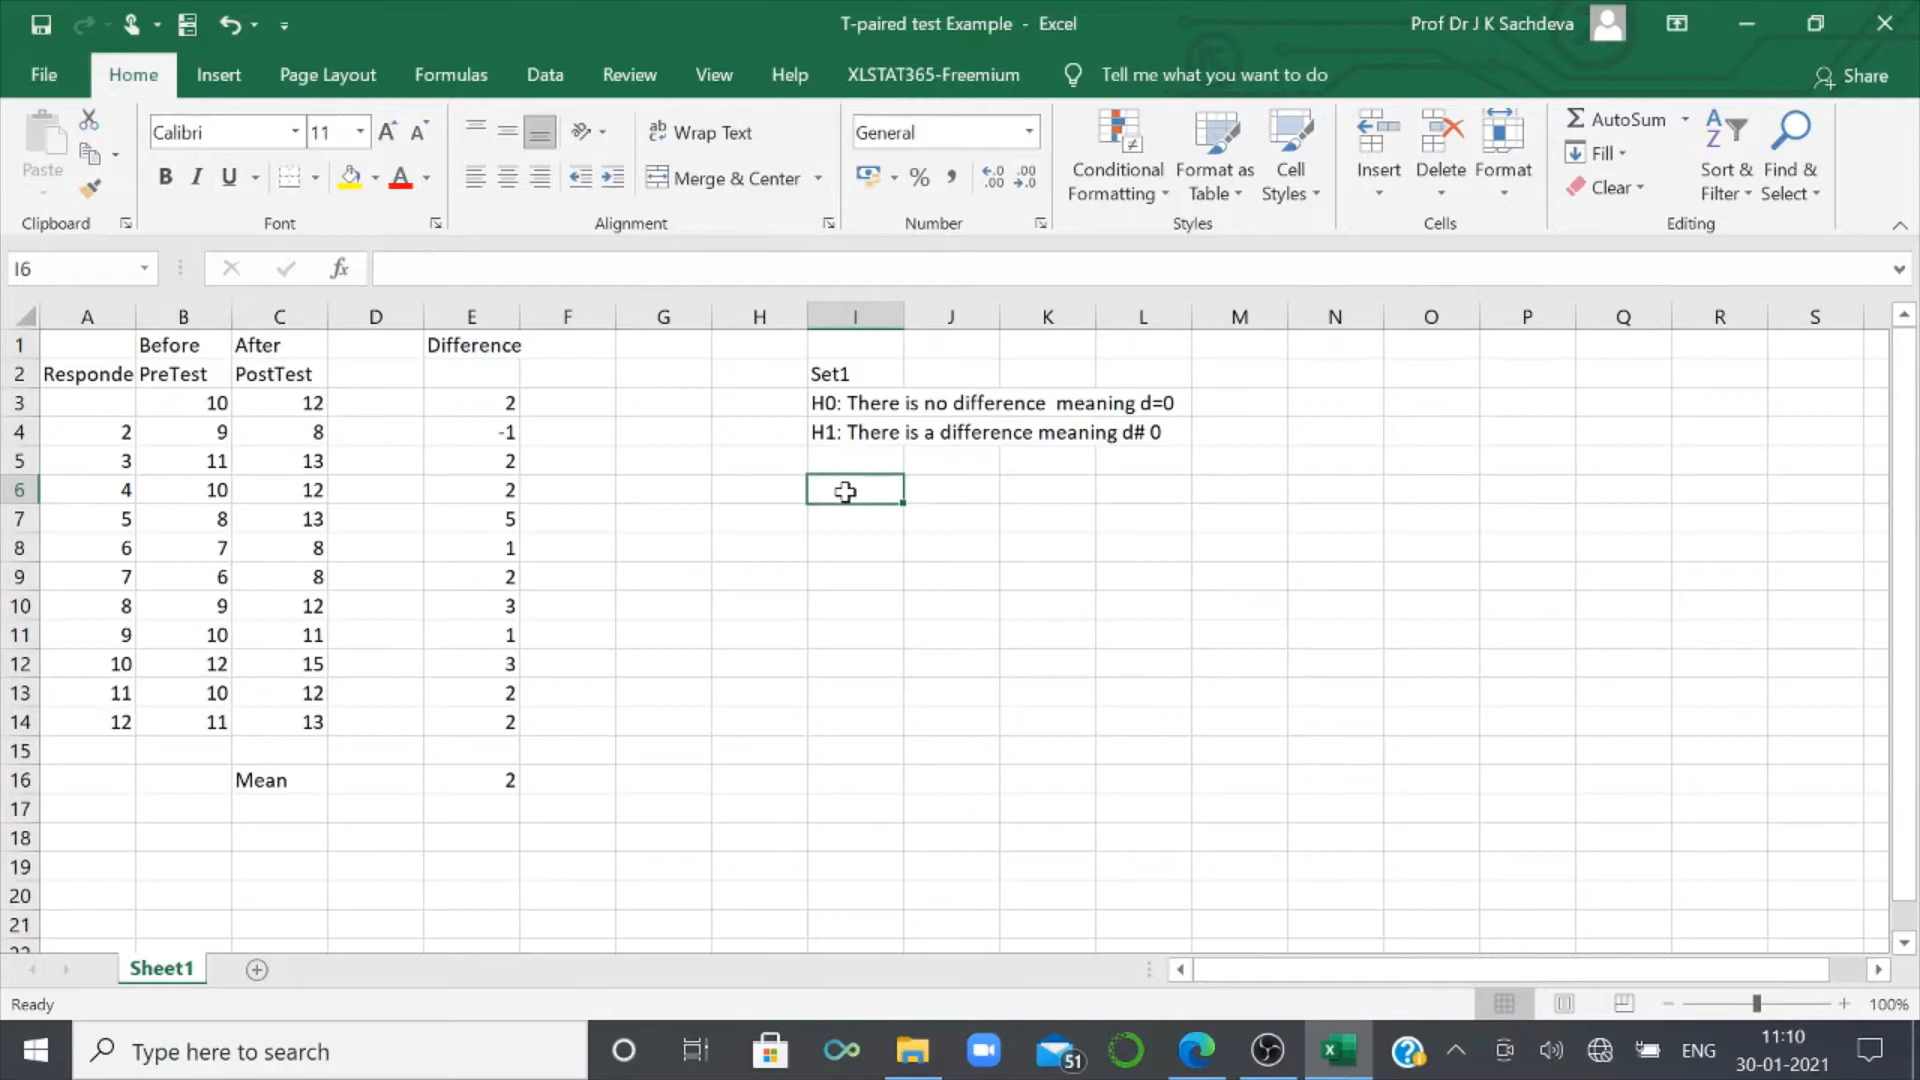 T-paired test Example - Excel
Prof Dr J K Sachdeva
File Home Insert Page Layout Formulas Data Review View Help XLSTAT365-Freemium Tell me what you want to do Share
Paste
Clipboard
Calibri 11
B I U
Font
Wrap Text
Merge & Center
Alignment
General
Number
Conditional Formatting
Format as Table
Cell Styles
Styles
Insert Delete Format
Cells
AutoSum
Fill
Clear
Sort & Filter
Find & Select
Editing
I6 fx
A B C D E F G H I J K L M N O P Q R S
1 Before After Difference
2 Responde PreTest PostTest Set1
3 10 12 2 H0: There is no difference meaning d=0
4 2 9 8 -1 H1: There is a difference meaning d# 0
5 3 11 13 2
6 4 10 12 2
7 5 8 13 5
8 6 7 8 1
9 7 6 8 2
10 8 9 12 3
11 9 10 11 1
12 10 12 15 3
13 11 10 12 2
14 12 11 13 2
15
16 Mean 2
17
18
19
20
21
Sheet1
Ready 100%
Type here to search 51 ENG 11:10
30-01-2021